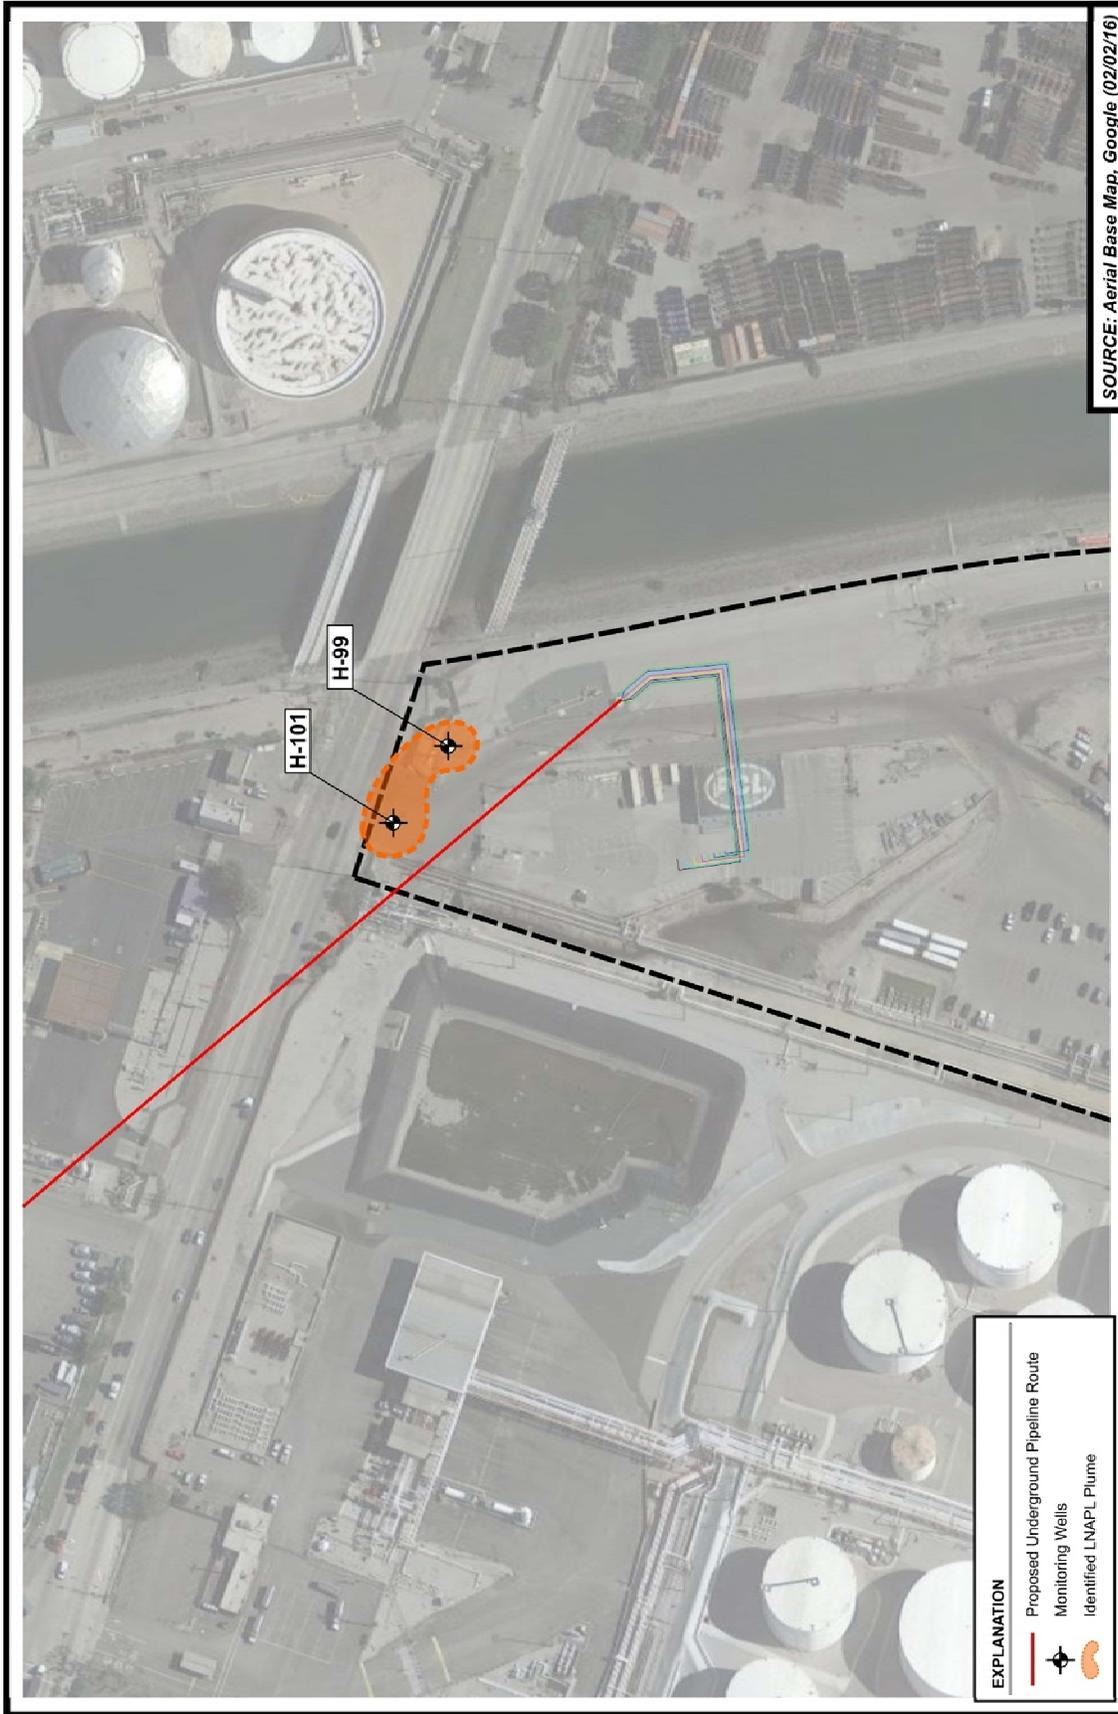 H-99
H-101
EXPLANATION
Proposed Underground Pipeline Route
Monitoring Wells
Identified LNAPL Plume
SOURCE: Aerial Base Map, Google (02/02/16)